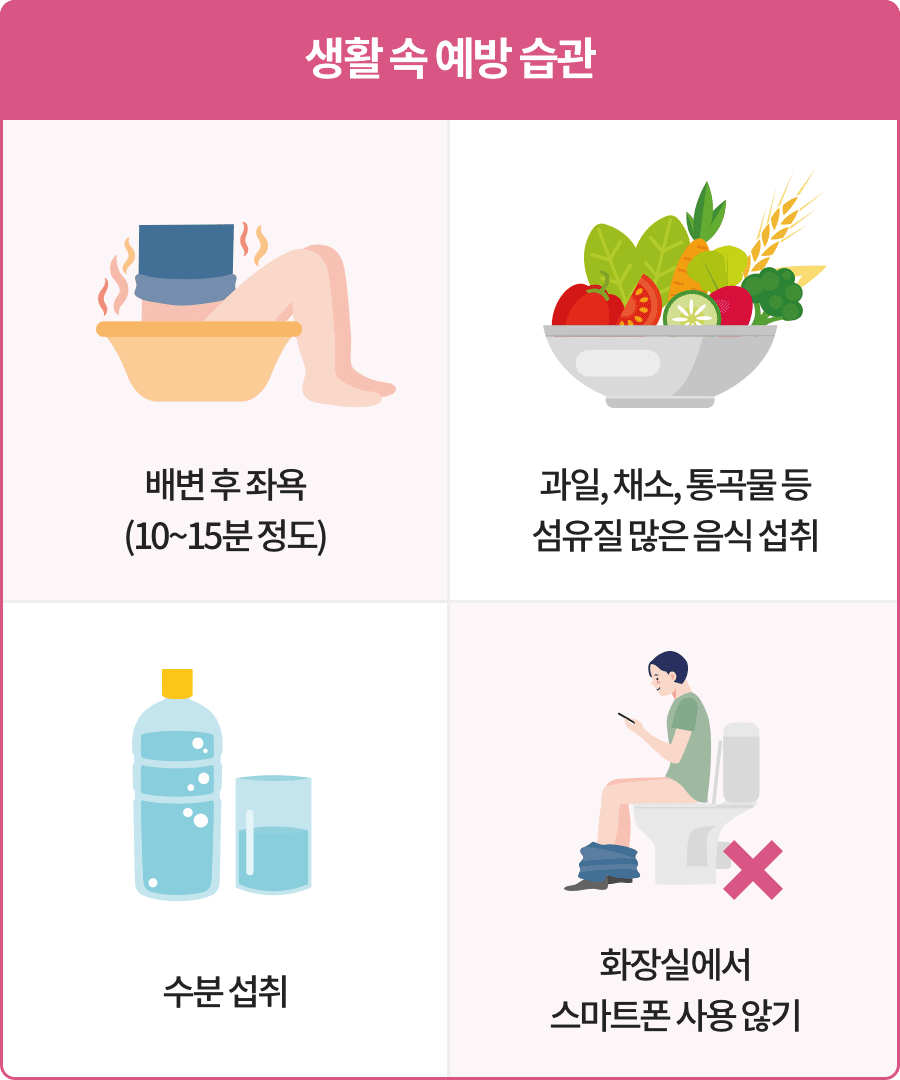 생활 속 예방 습관
배변 후 좌욕
(10~15분 정도)
과일, 채소, 통곡물 등
섬유질 많은 음식 섭취
수분 섭취
화장실에서
스마트폰 사용 않기